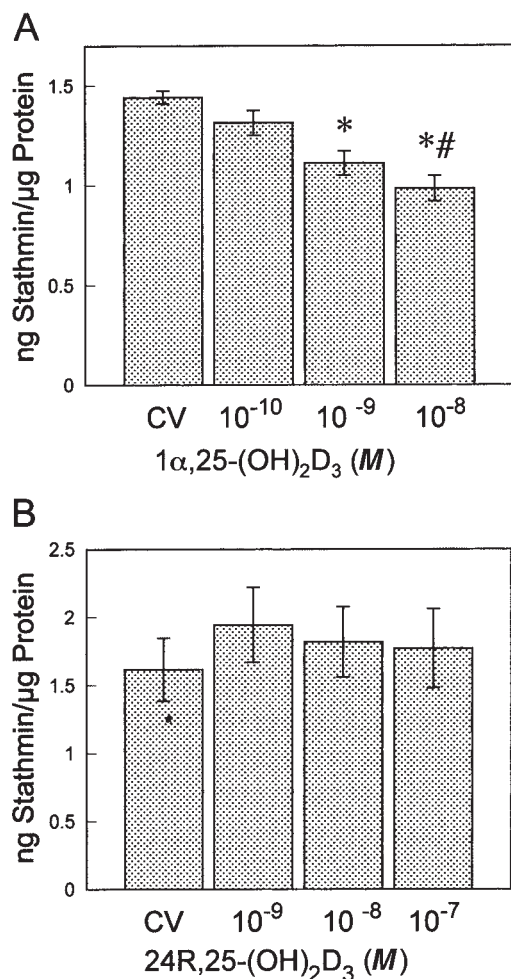 A
ng Stathmin/µg Protein
1.5
1
0.5
0
*
*#
CV 10⁻¹⁰ 10⁻⁹ 10⁻⁸
1α,25-(OH)₂D₃ (M)
B
ng Stathmin/µg Protein
2.5
2
1.5
1
0.5
0
CV 10⁻⁹ 10⁻⁸ 10⁻⁷
24R,25-(OH)₂D₃ (M)